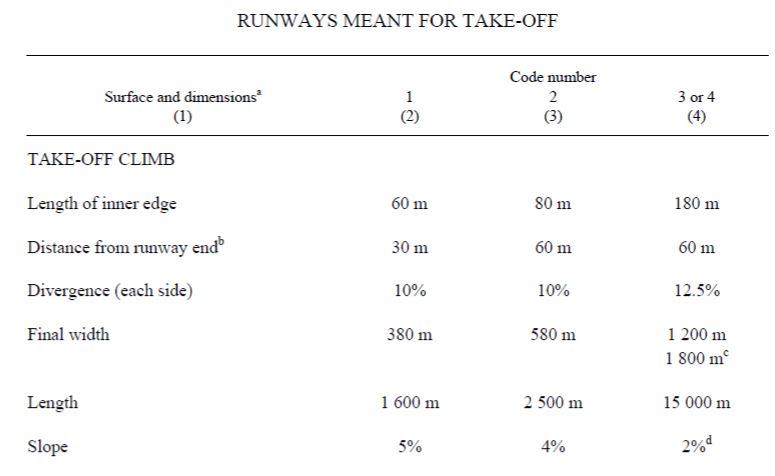 RUNWAYS MEANT FOR TAKE-OFF
Code number
Surface and dimensionsᵃ 1 2 3 or 4
(1) (2) (3) (4)
TAKE-OFF CLIMB
Length of inner edge 60 m 80 m 180 m
Distance from runway endᵇ 30 m 60 m 60 m
Divergence (each side) 10% 10% 12.5%
Final width 380 m 580 m 1 200 m
1 800 mᶜ
Length 1 600 m 2 500 m 15 000 m
Slope 5% 4% 2%ᵈ